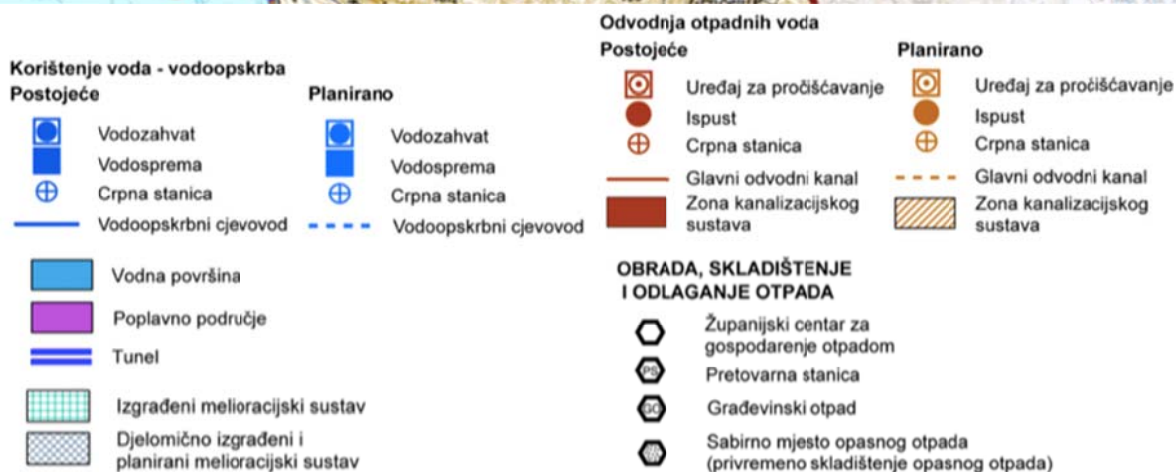 Korištenje voda - vodoopskrba
Postojeće
Vodozahvat
Vodosprema
Crpna stanica
Vodoopskrbni cjevovod
Planirano
Vodozahvat
Vodosprema
Crpna stanica
Vodoopskrbni cjevovod
Vodna površina
Poplavno područje
Tunel
Izgrađeni melioracijski sustav
Djelomično izgrađeni i
planirani melioracijski sustav
Odvodnja otpadnih voda
Postojeće
Uređaj za pročišćavanje
Ispust
Crpna stanica
Glavni odvodni kanal
Zona kanalizacijskog
sustava
Planirano
Uređaj za pročišćavanje
Ispust
Crpna stanica
Glavni odvodni kanal
Zona kanalizacijskog
sustava
OBRADA, SKLADIŠTENJE
I ODLAGANJE OTPADA
Županijski centar za
gospodarenje otpadom
PS
Pretovarna stanica
GO
Građevinski otpad
Sabirno mjesto opasnog otpada
(privremeno skladištenje opasnog otpada)